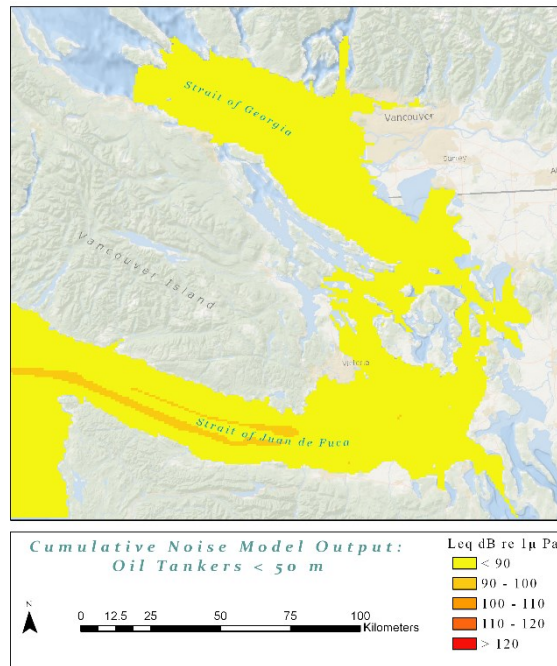 Strait of Georgia
Vancouver
Surrey
Vancouver Island
Victoria
Strait of Juan de Fuca
Cumulative Noise Model Output:
Oil Tankers < 50 m
N
0 12.5 25 50 75 100
Kilometers
Leq dB re 1µ Pa
< 90
90 - 100
100 - 110
110 - 120
> 120